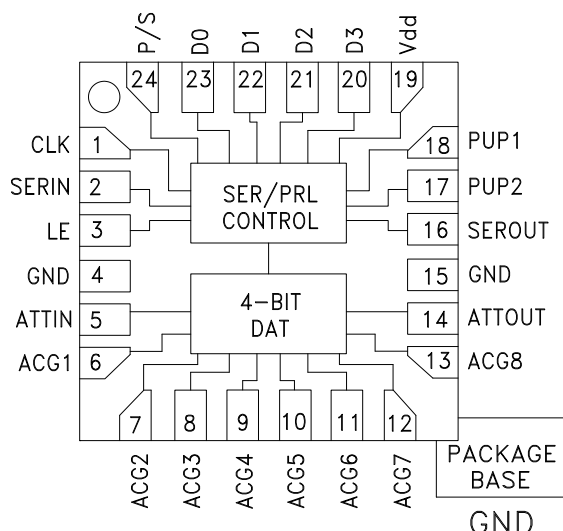 P/S D0 D1 D2 D3 Vdd
24 23 22 21 20 19
CLK 1
18 PUP1
SERIN 2
17 PUP2
SER/PRL
CONTROL
LE 3
16 SEROUT
GND 4
15 GND
4-BIT
DAT
ATTIN 5
14 ATTOUT
ACG1 6
13 ACG8
7 8 9 10 11 12
ACG2 ACG3 ACG4 ACG5 ACG6 ACG7
PACKAGE
BASE
GND